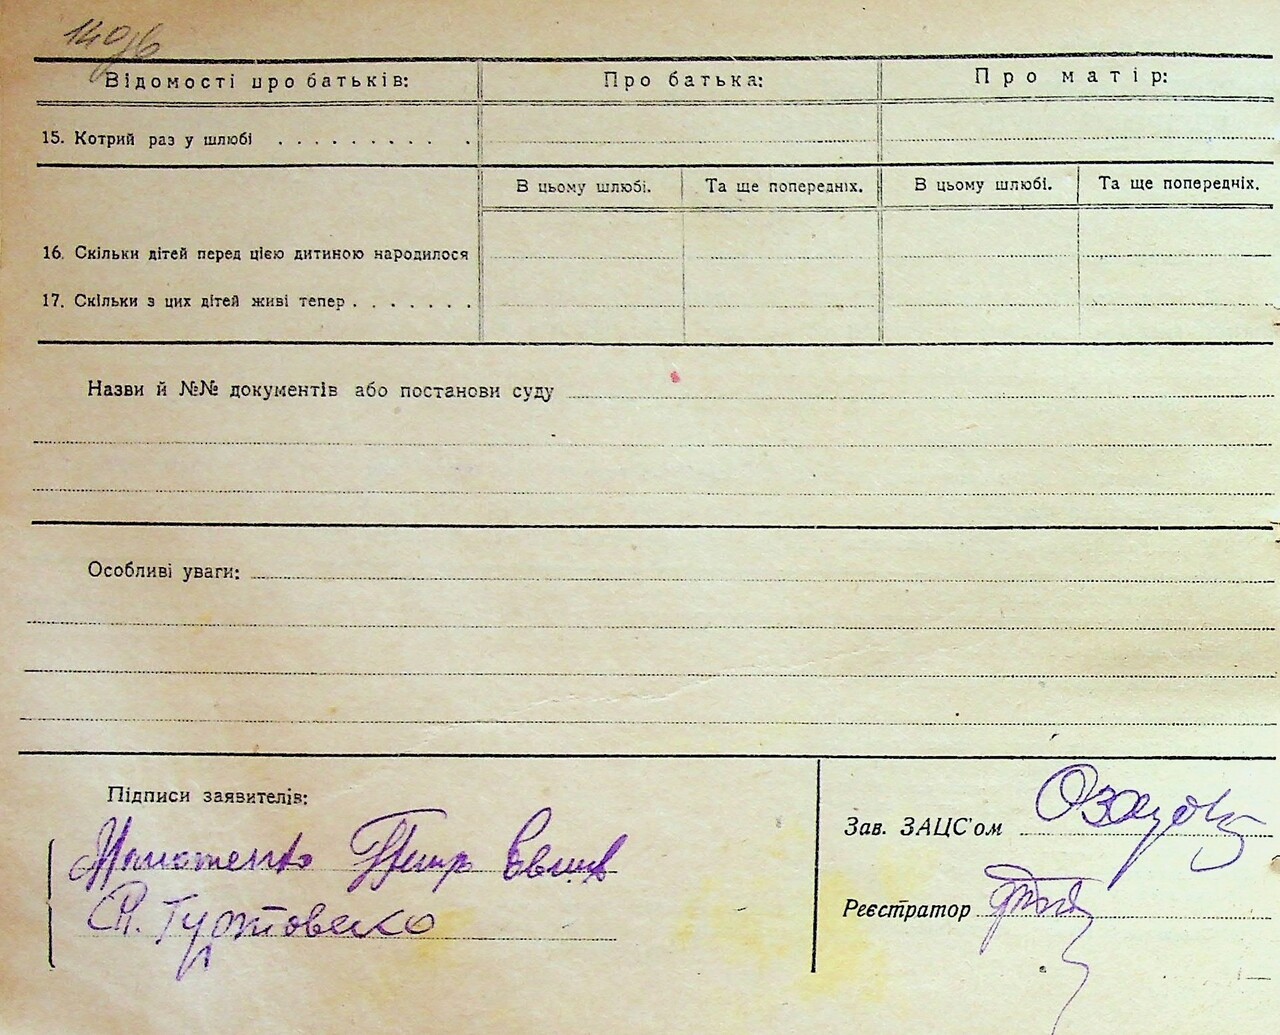 140
Відомості про батьків: Про батька: Про матір:
15. Котрий раз у шлюбі . . . . . . . . . .
В цьому шлюбі. Та ще попередніх. В цьому шлюбі. Та ще попередніх.
16. Скільки дітей перед цією дитиною народилося
17. Скільки з цих дітей живі тепер . . . . . . .
Назви й №№ документів або постанови суду
Особливі уваги:
Підписи заявителів:
Петр
Зав. ЗАЦС'ом
Реєстратор